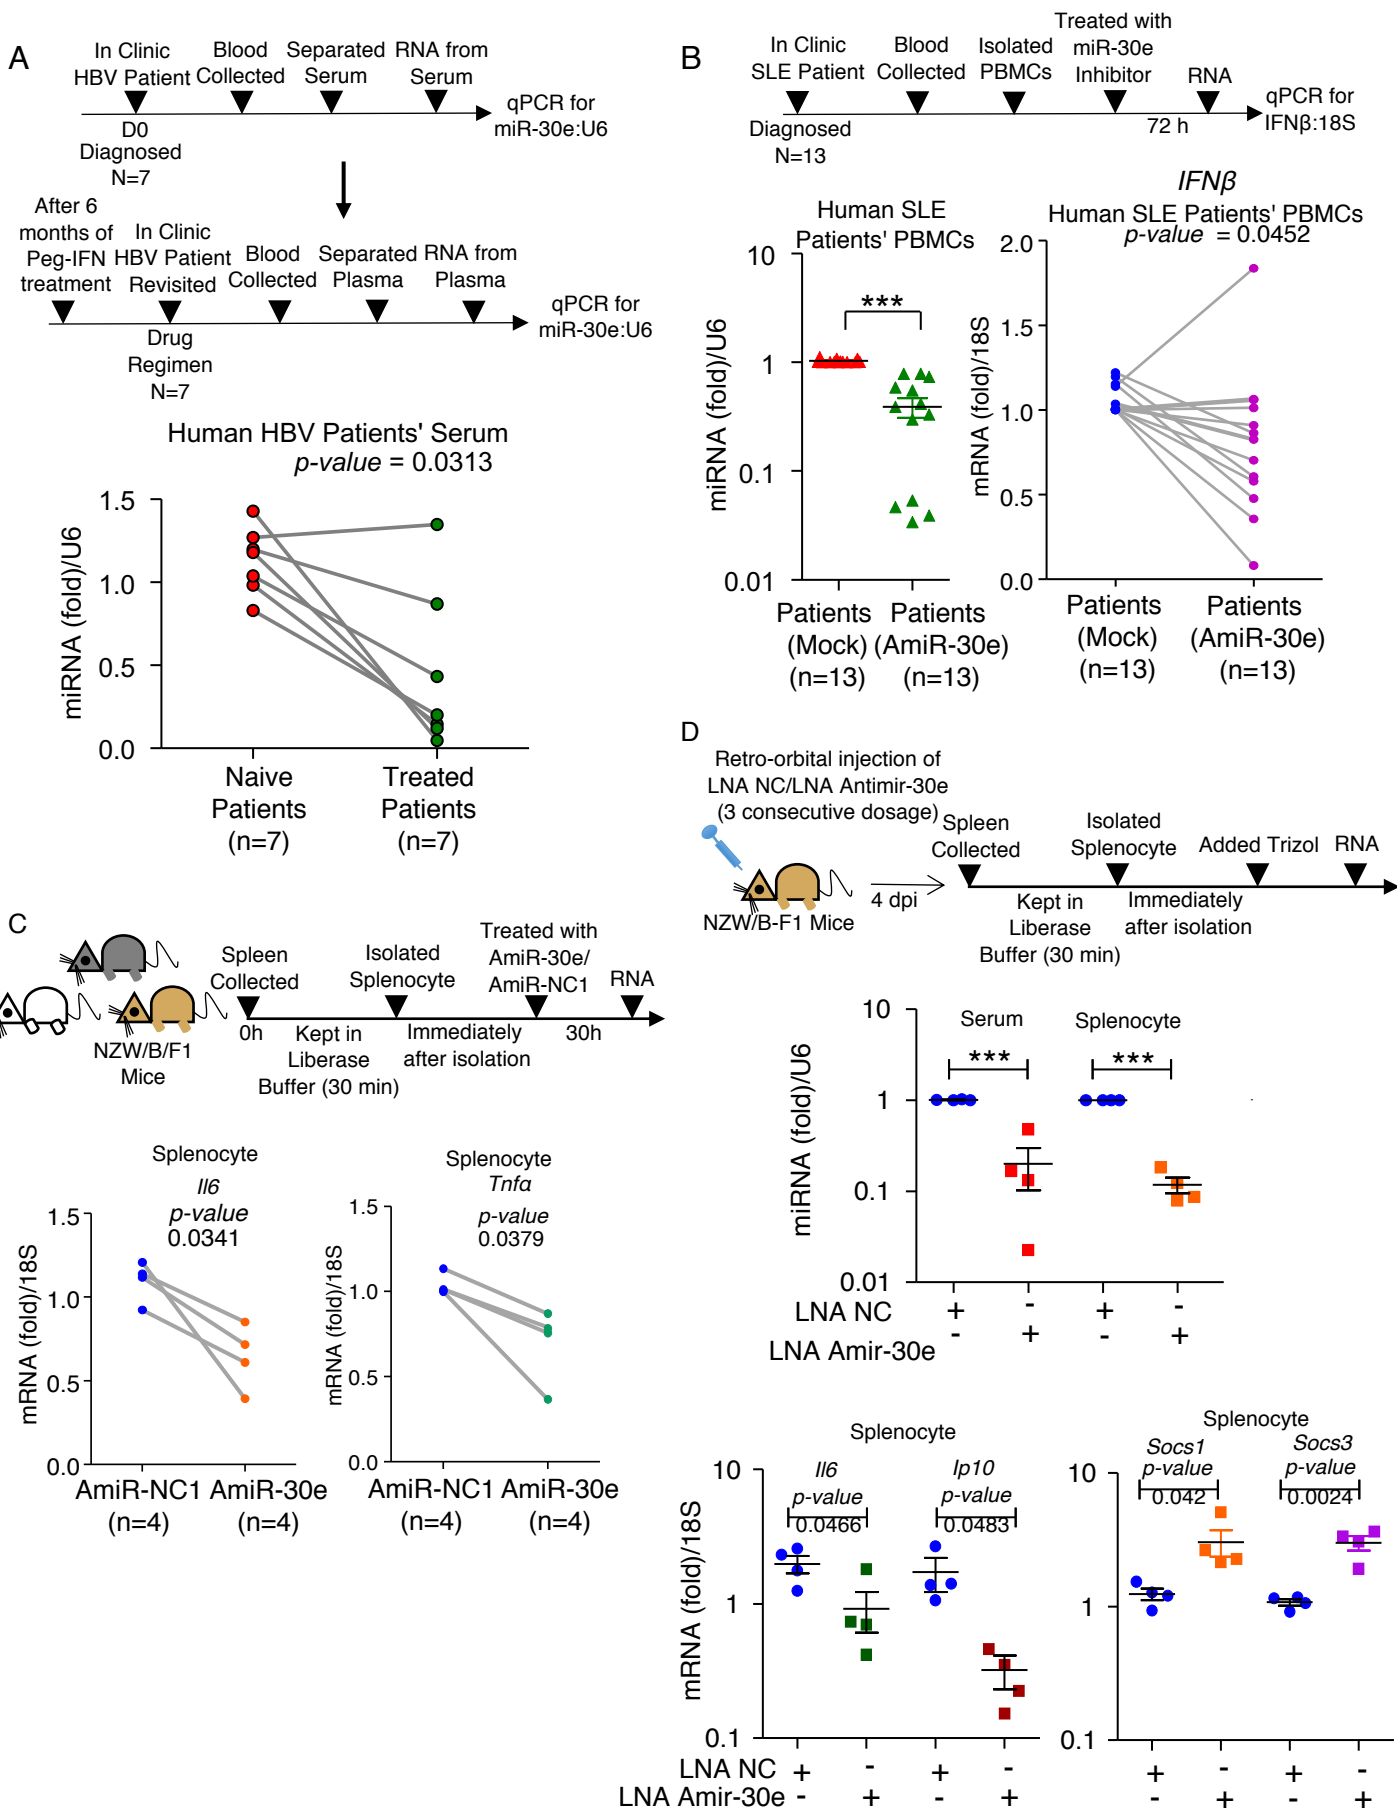 A
In Clinic
HBV Patient
Blood
Collected
Separated
Serum
RNA from
Serum
qPCR for
miR-30e:U6
D0
Diagnosed
N=7
After 6
months of
Peg-IFN
treatment
In Clinic
HBV Patient
Revisited
Blood
Collected
Separated
Plasma
RNA from
Plasma
qPCR for
miR-30e:U6
Drug
Regimen
N=7
Human HBV Patients' Serum
p-value = 0.0313
miRNA (fold)/U6
1.5
1.0
0.5
0.0
Naive
Patients
(n=7)
Treated
Patients
(n=7)
B
In Clinic
SLE Patient
Blood
Collected
Isolated
PBMCs
Treated with
miR-30e
Inhibitor
RNA
qPCR for
IFNβ:18S
Diagnosed
N=13
72 h
Human SLE
Patients' PBMCs
***
miRNA (fold)/U6
10
1
0.1
0.01
Patients
(Mock)
(n=13)
Patients
(AmiR-30e)
(n=13)
IFNβ
Human SLE Patients' PBMCs
p-value = 0.0452
mRNA (fold)/18S
2.0
1.5
1.0
0.5
0.0
Patients
(Mock)
(n=13)
Patients
(AmiR-30e)
(n=13)
C
NZW/B/F1
Mice
Spleen
Collected
Isolated
Splenocyte
Treated with
AmiR-30e/
AmiR-NC1
RNA
0h
Kept in
Liberase
Buffer (30 min)
Immediately
after isolation
30h
Splenocyte
Il6
p-value
0.0341
mRNA (fold)/18S
1.5
1.0
0.5
0.0
AmiR-NC1
(n=4)
AmiR-30e
(n=4)
Splenocyte
Tnfα
p-value
0.0379
mRNA (fold)/18S
1.5
1.0
0.5
0.0
AmiR-NC1
(n=4)
AmiR-30e
(n=4)
D
Retro-orbital injection of
LNA NC/LNA Antimir-30e
(3 consecutive dosage)
NZW/B-F1 Mice
4 dpi
Spleen
Collected
Isolated
Splenocyte
Added Trizol
RNA
Kept in
Liberase
Buffer (30 min)
Immediately
after isolation
Serum
Splenocyte
***
***
miRNA (fold)/U6
10
1
0.1
0.01
LNA NC + - + -
LNA Amir-30e - + - +
Splenocyte
Il6
p-value
0.0466
Ip10
p-value
0.0483
mRNA (fold)/18S
10
1
0.1
Splenocyte
Socs1
p-value
0.042
Socs3
p-value
0.0024
10
1
0.1
LNA NC + - + - + - + -
LNA Amir-30e - + - + - + - +